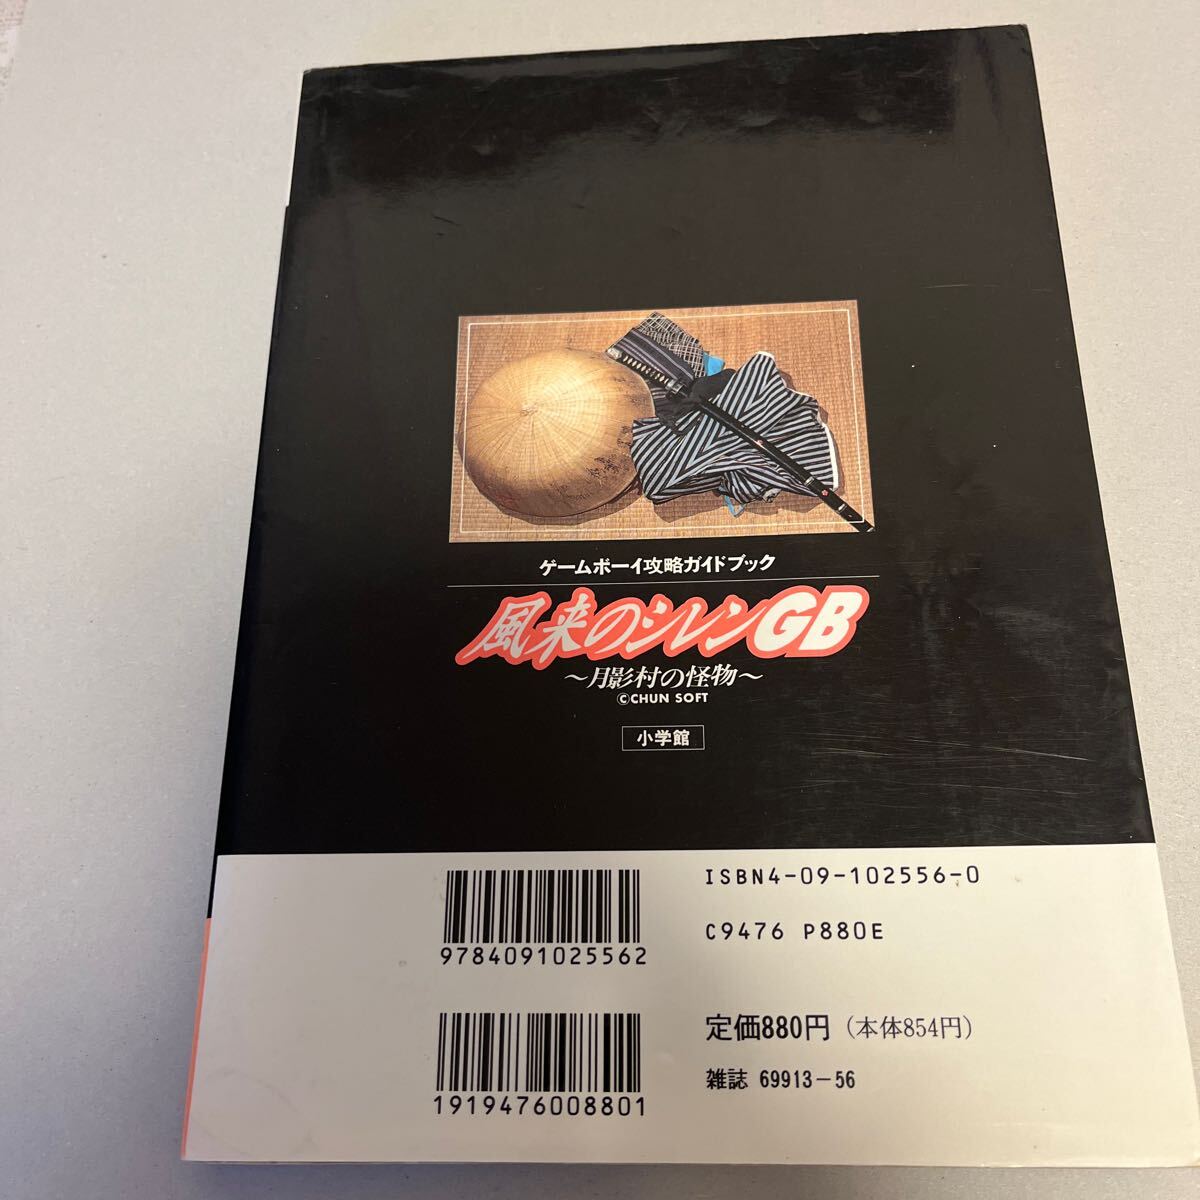 ゲームボーイ攻略ガイドブック
風来のシレンGB
～月影村の怪物～
©CHUN SOFT
小学館
ISBN4-09-102556-0
C9476 P880E
9784091025562
定価880円（本体854円）
雑誌 69913-56
1919476008801